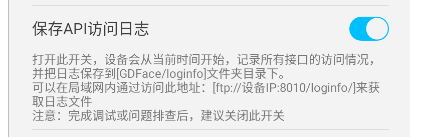 保存API访问日志
打开此开关，设备会从当前时间开始，记录所有接口的访问情况，
并把日志保存到[GDFace/loginfo]文件夹目录下。
可以在局域网内通过访问此地址：[ftp://设备IP:8010/loginfo/]来获
取日志文件
注意：完成调试或问题排查后，建议关闭此开关